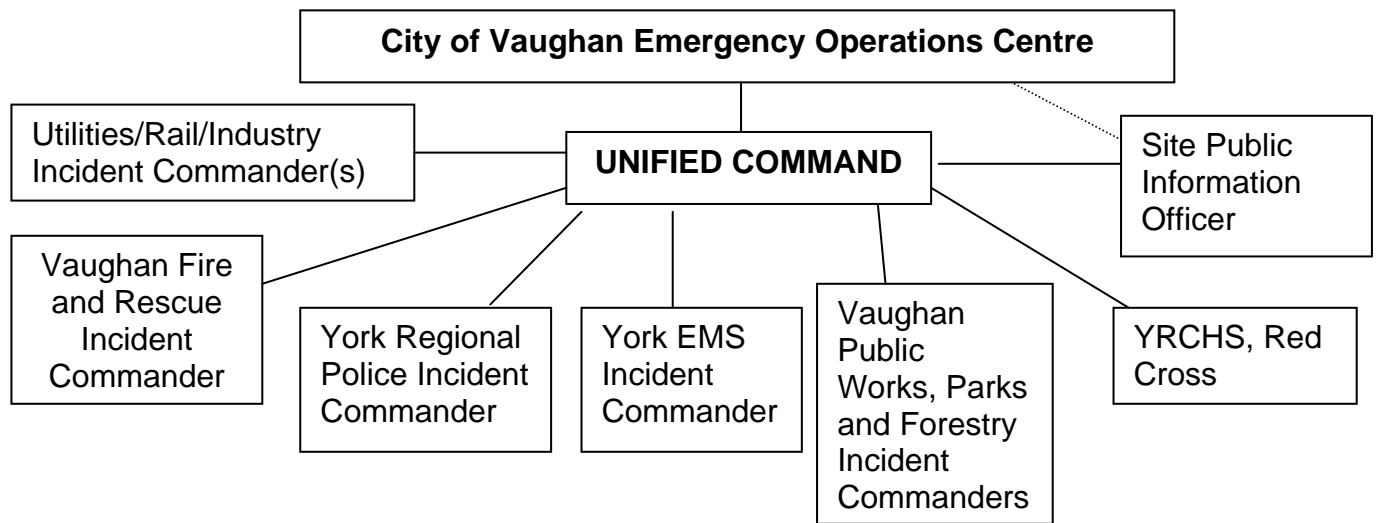 City of Vaughan Emergency Operations Centre
Utilities/Rail/Industry
Incident Commander(s)
UNIFIED COMMAND
Site Public
Information
Officer
Vaughan Fire
and Rescue
Incident
Commander
York Regional
Police Incident
Commander
York EMS
Incident
Commander
Vaughan
Public
Works, Parks
and Forestry
Incident
Commanders
YRCHS, Red
Cross